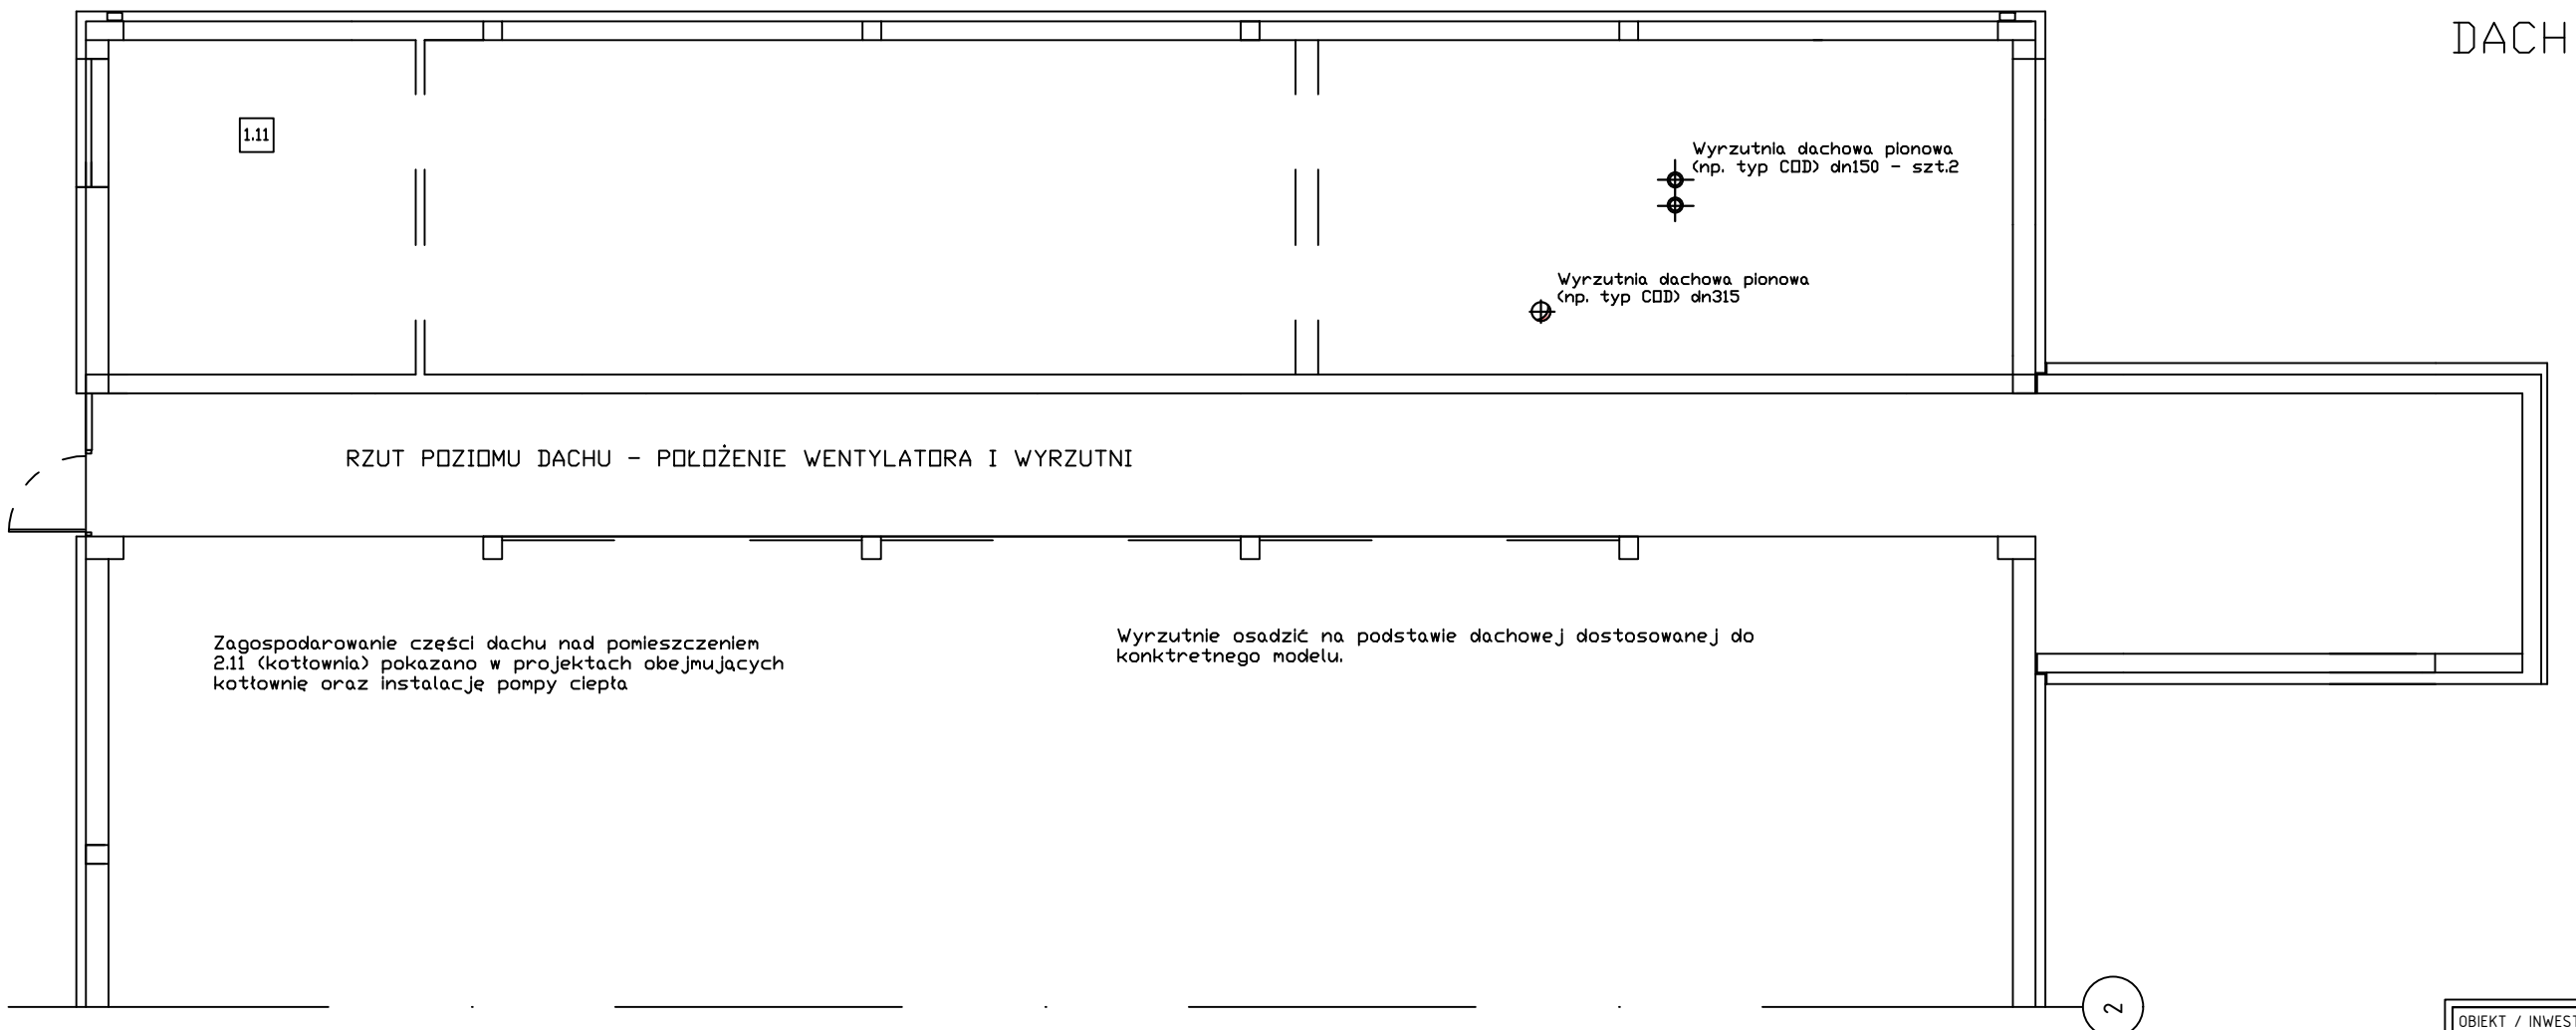 DACH
1.11
Wyrzutnia dachowa pionowa
(np. typ COD) dn150 - szt.2
Wyrzutnia dachowa pionowa
(np. typ COD) dn315
RZUT POZIOMU DACHU - POŁOŻENIE WENTYLATORA I WYRZUTNI
Zagospodarowanie części dachu nad pomieszczeniem
2.11 (kotłownia) pokazano w projektach obejmujących
kotłownię oraz instalację pompy ciepła
Wyrzutnie osadzić na podstawie dachowej dostosowanej do
konktretnego modelu.
2
OBIEKT / INWEST